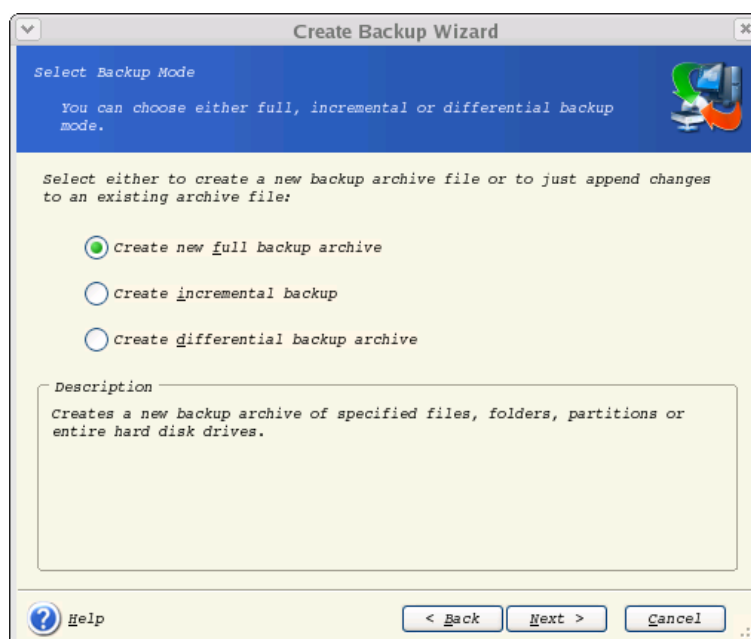 Create Backup Wizard
Select Backup Mode
You can choose either full, incremental or differential backup
mode.
Select either to create a new backup archive file or to just append changes
to an existing archive file:
Create new full backup archive
Create incremental backup
Create differential backup archive
Description
Creates a new backup archive of specified files, folders, partitions or
entire hard disk drives.
Help
< Back
Next >
Cancel